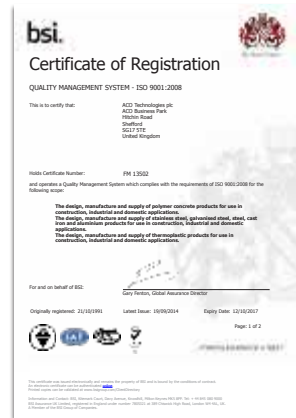 bsi.
Certificate of Registration
QUALITY MANAGEMENT SYSTEM - ISO 9001:2008
This is to certify that:
ACO Technologies plc
ACO Business Park
Hitchin Road
Shefford
SG17 5TE
United Kingdom
Holds Certificate Number:
FM 13502
and operates a Quality Management System which complies with the requirements of ISO 9001:2008 for the
following scope:
The design, manufacture and supply of polymer concrete products for use in
construction, industrial and domestic applications.
The design, manufacture and supply of stainless steel, galvanised steel, steel, cast
iron and aluminium products for use in construction, industrial and domestic
applications.
The design, manufacture and supply of thermoplastic products for use in
construction, industrial and domestic applications.
For and on behalf of BSI:
Gary Fenton, Global Assurance Director
Originally registered: 21/10/1991
Latest Issue: 19/09/2014
Expiry Date: 12/10/2017
Page: 1 of 2
IAF